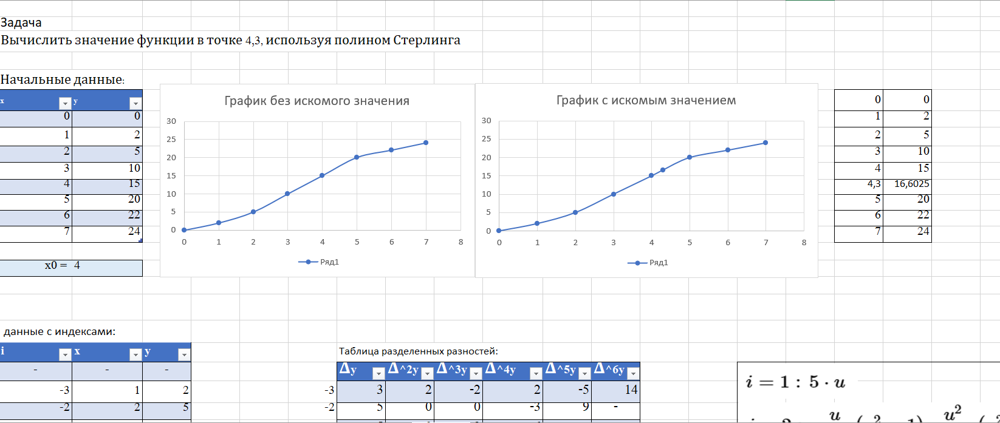 Задача
Вычислить значение функции в точке 4,3, используя полином Стерлинга
Начальные данные:
x y
0 0
1 2
2 5
3 10
4 15
5 20
6 22
7 24
x0 = 4
График без искомого значения
30
25
20
15
10
5
0
0 1 2 3 4 5 6 7 8
Ряд1
График с искомым значением
30
25
20
15
10
5
0
0 1 2 3 4 5 6 7 8
Ряд1
0 0
1 2
2 5
3 10
4 15
4,3 16,6025
5 20
6 22
7 24
данные с индексами:
i x y
- - -
-3 1 2
-2 2 5
Таблица разделенных разностей:
Δy Δ^2y Δ^3y Δ^4y Δ^5y Δ^6y
-3 3 2 -2 2 -5 14
-2 5 0 0 -3 9 -
i = 1 : 5 · u